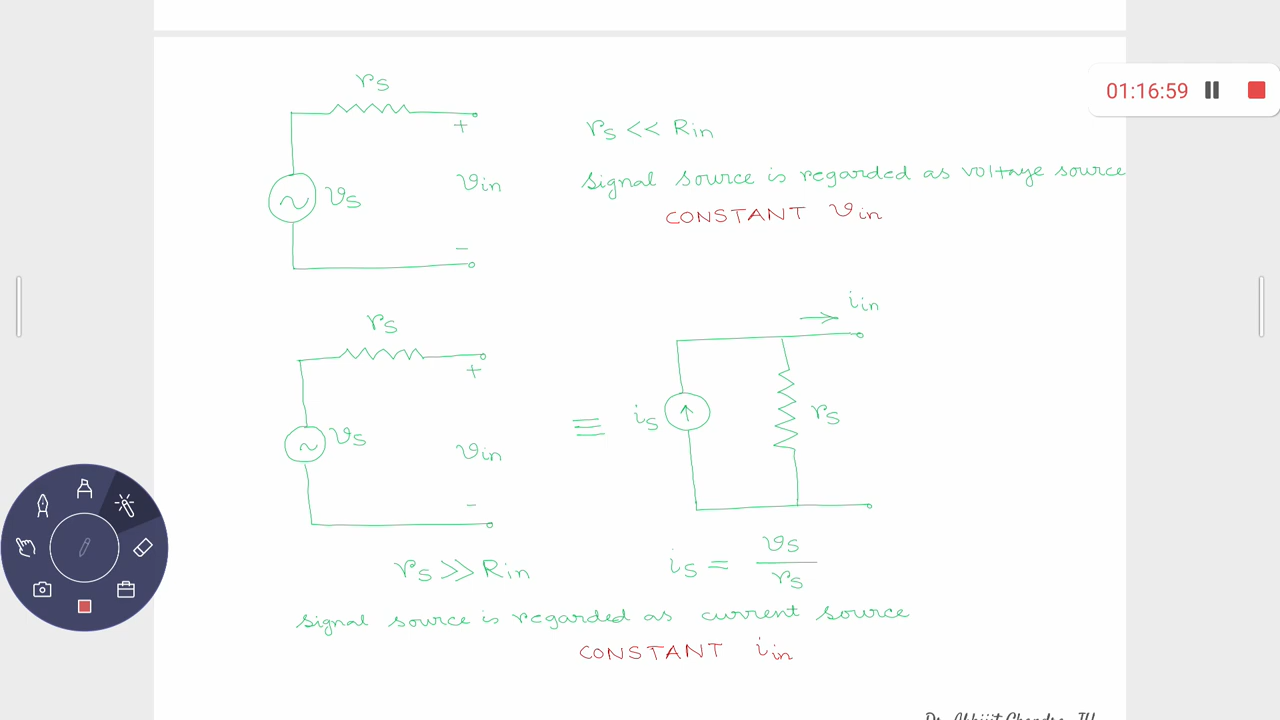 01:16:59
rs
+
vs
vin
−
rs << Rin
signal source is regarded as voltage source
CONSTANT vin
rs
+
vs
vin
−
≡
iin
is
rs
rs >> Rin
is = vs / rs
signal source is regarded as current source
CONSTANT iin